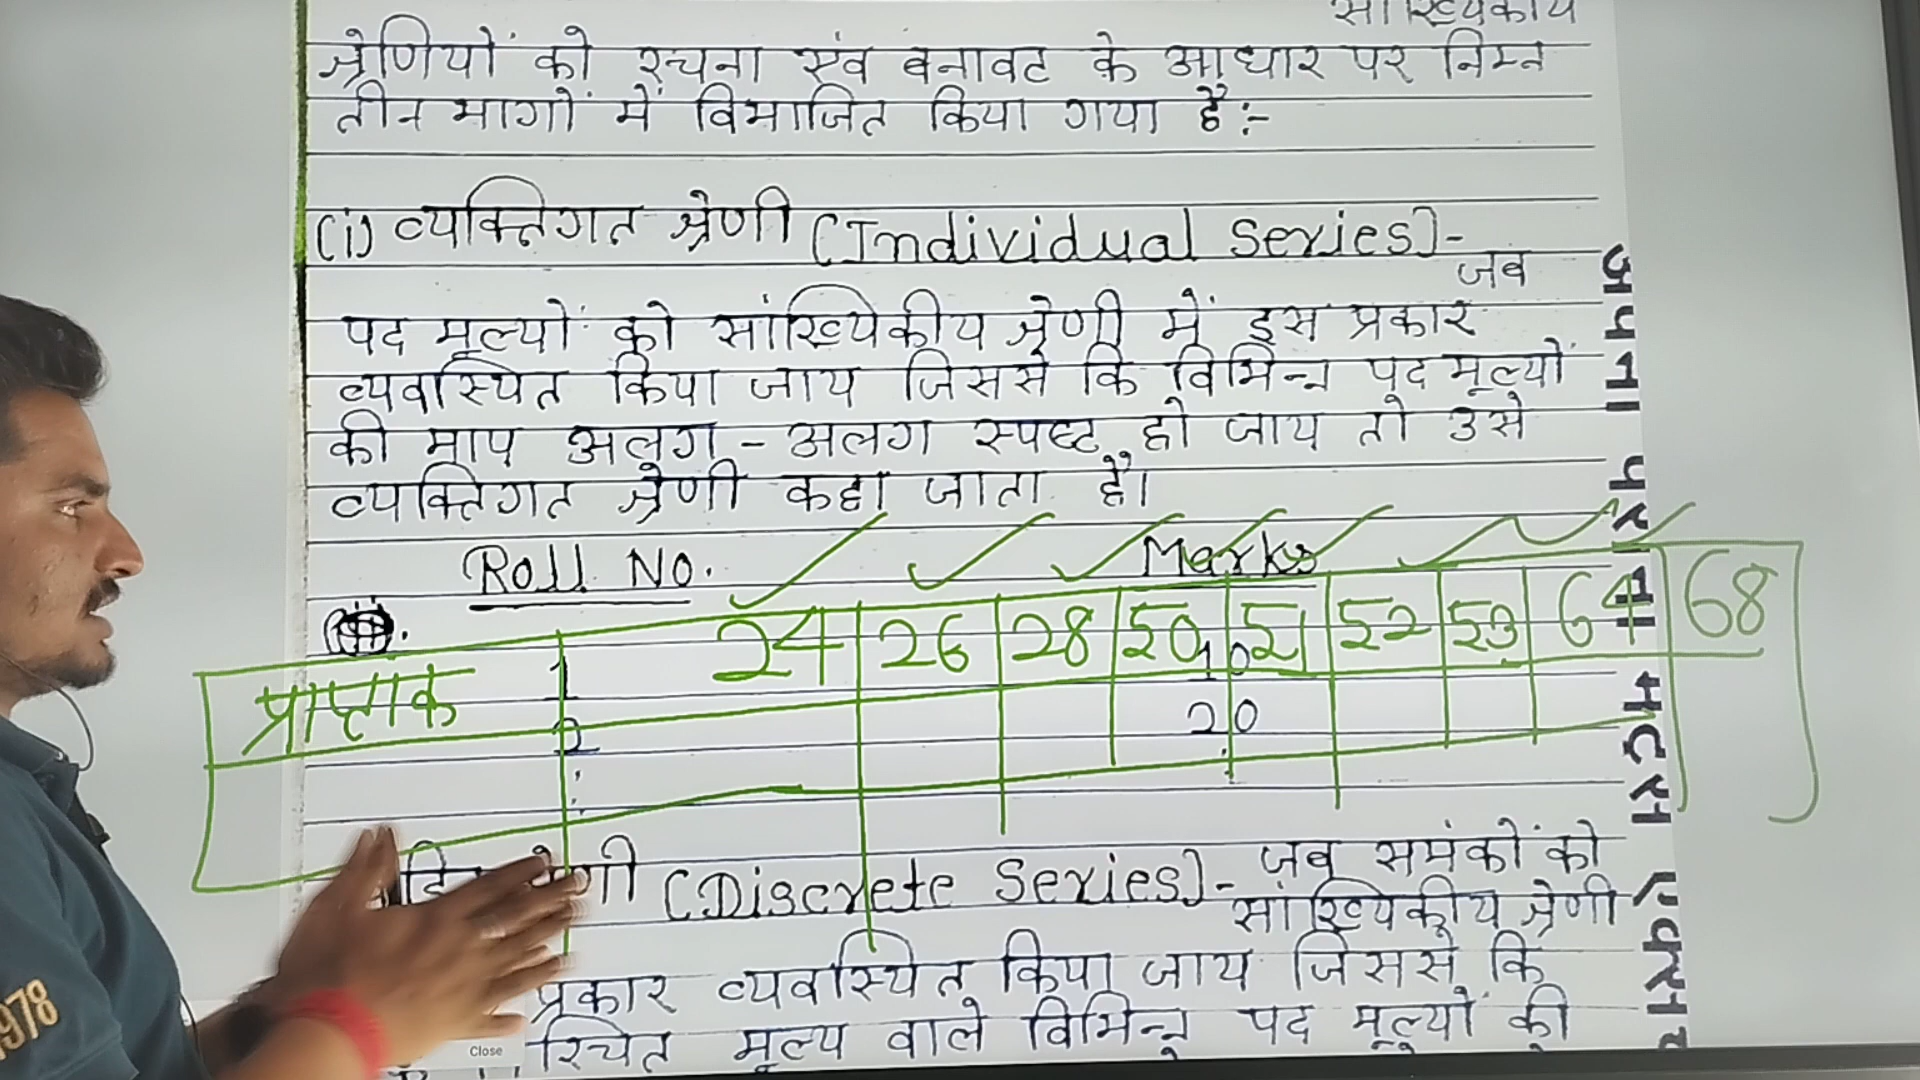 सांख्यिकीय
श्रेणियों को रचना एंव बनावट के आधार पर निम्न
तीन भागों में विभाजित किया गया है:-
(i) व्यक्तिगत श्रेणी (Individual Series)-
जब
पद मूल्यों को सांख्यिकीय श्रेणी में इस प्रकार
व्यवस्थित किया जाय जिससे कि विभिन्न पद मूल्यों
की माप अलग-अलग स्पष्ट हो जाय तो उसे
व्यक्तिगत श्रेणी कहा जाता है।
Roll No. Marks
प्राप्तांक 24 26 28 50 51 52 53 64 68
1 10
2 20
श्रेणी (Discrete Series)- जब समंकों को
सांख्यिकीय श्रेणी
प्रकार व्यवस्थित किया जाय जिससे कि
मूल्य वाले विभिन्न पद मूल्यों की
Close
1978
अपना